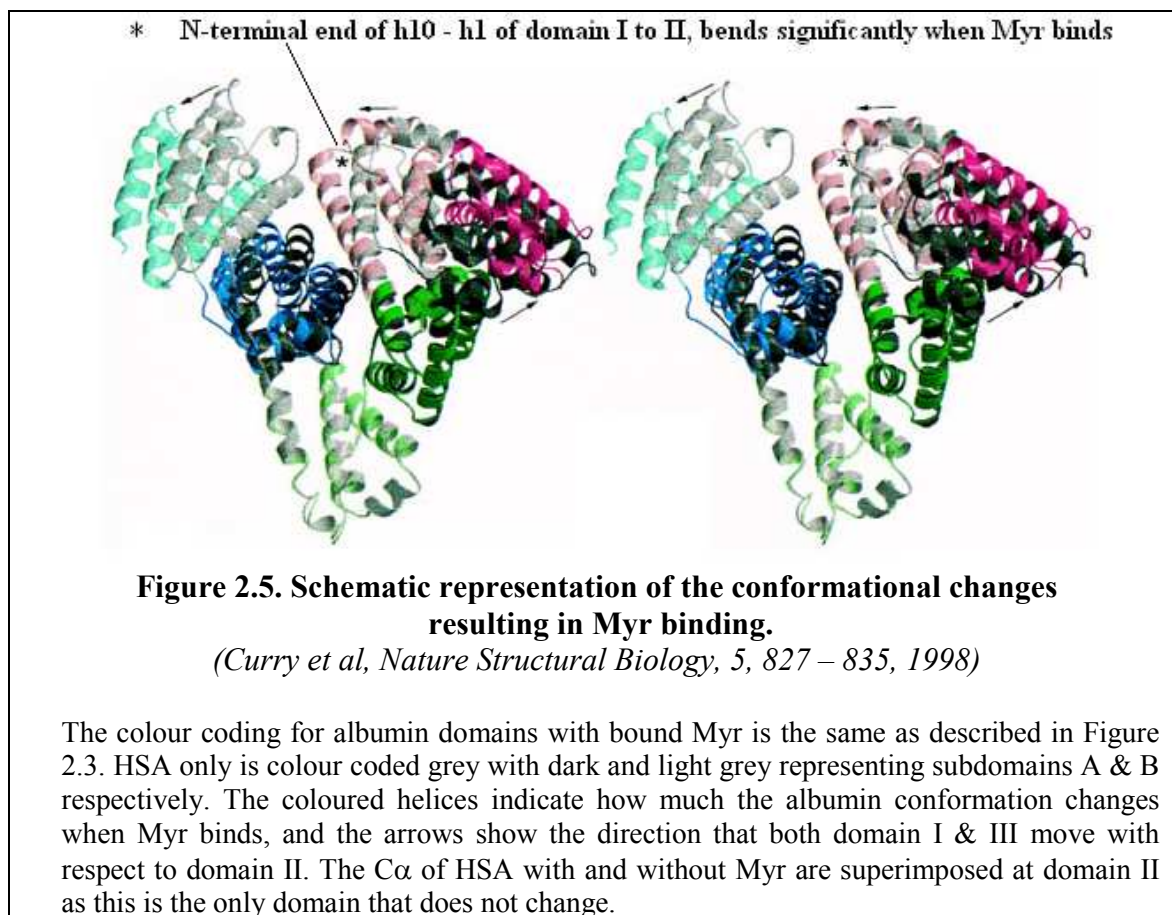 * N-terminal end of h10 - h1 of domain I to II, bends significantly when Myr binds
*
*
Figure 2.5. Schematic representation of the conformational changes
resulting in Myr binding.
(Curry et al, Nature Structural Biology, 5, 827 – 835, 1998)
The colour coding for albumin domains with bound Myr is the same as described in Figure
2.3. HSA only is colour coded grey with dark and light grey representing subdomains A & B
respectively. The coloured helices indicate how much the albumin conformation changes
when Myr binds, and the arrows show the direction that both domain I & III move with
respect to domain II. The Cα of HSA with and without Myr are superimposed at domain II
as this is the only domain that does not change.